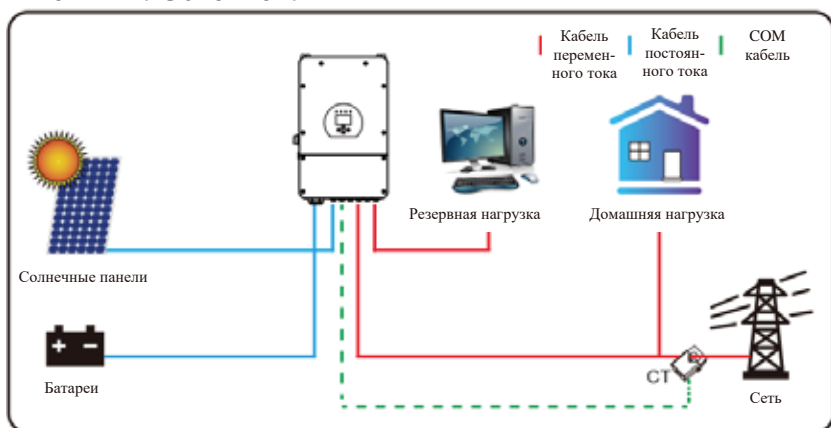 Кабель
перемен-
ного тока
Кабель
постоян-
ного тока
COM
кабель
Резервная нагрузка
Домашняя нагрузка
Солнечные панели
Батареи
CT
Сеть